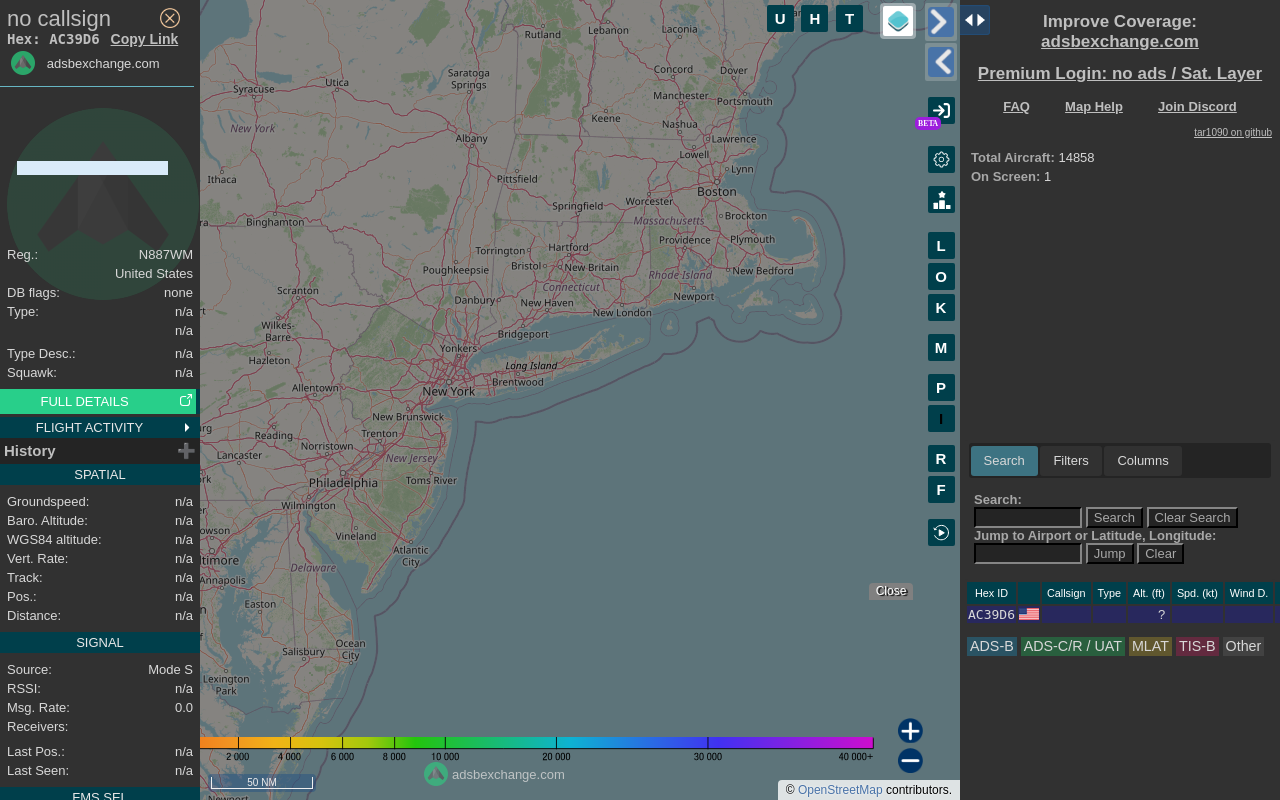 no callsign
Hex: AC39D6 Copy Link
adsbexchange.com
Reg.: N887WM
United States
DB flags: none
Type: n/a
n/a
Type Desc.: n/a
Squawk: n/a
FULL DETAILS
FLIGHT ACTIVITY
History
SPATIAL
Groundspeed: n/a
Baro. Altitude: n/a
WGS84 altitude: n/a
Vert. Rate: n/a
Track: n/a
Pos.: n/a
Distance: n/a
SIGNAL
Source: Mode S
RSSI: n/a
Msg. Rate: 0.0
Receivers:
Last Pos.: n/a
Last Seen: n/a
FMS SEL
U H T
Rutland
Lebanon
Laconia
Syracuse
Utica
Saratoga Springs
Concord
Dover
Manchester
Portsmouth
New York
Albany
Keene
Nashua
Lawrence
Lowell
Lynn
Ithaca
Pittsfield
Boston
Binghamton
Springfield
Worcester
Massachusetts
Brockton
Torrington
Hartford
Providence
Plymouth
Poughkeepsie
Bristol
New Britain
Rhode Island
New Bedford
Scranton
Connecticut
Danbury
New Haven
New London
Newport
Wilkes-Barre
Bridgeport
Hazleton
Yonkers
Long Island
Brentwood
Allentown
New York
New Brunswick
Reading
Trenton
Norristown
Lancaster
New Jersey
Philadelphia
Toms River
Wilmington
Vineland
Atlantic City
Delaware
Annapolis
Easton
Ocean City
Salisbury
Lexington Park
BETA
L
O
K
M
P
I
R
F
Close
2 000 4 000 6 000 8 000 10 000 20 000 30 000 40 000+
50 NM
adsbexchange.com
© OpenStreetMap contributors.
Improve Coverage:
adsbexchange.com
Premium Login: no ads / Sat. Layer
FAQ Map Help Join Discord
tar1090 on github
Total Aircraft: 14858
On Screen: 1
Search Filters Columns
Search:
Search Clear Search
Jump to Airport or Latitude, Longitude:
Jump Clear
Hex ID Callsign Type Alt. (ft) Spd. (kt) Wind D.
AC39D6 ?
ADS-B ADS-C/R / UAT MLAT TIS-B Other